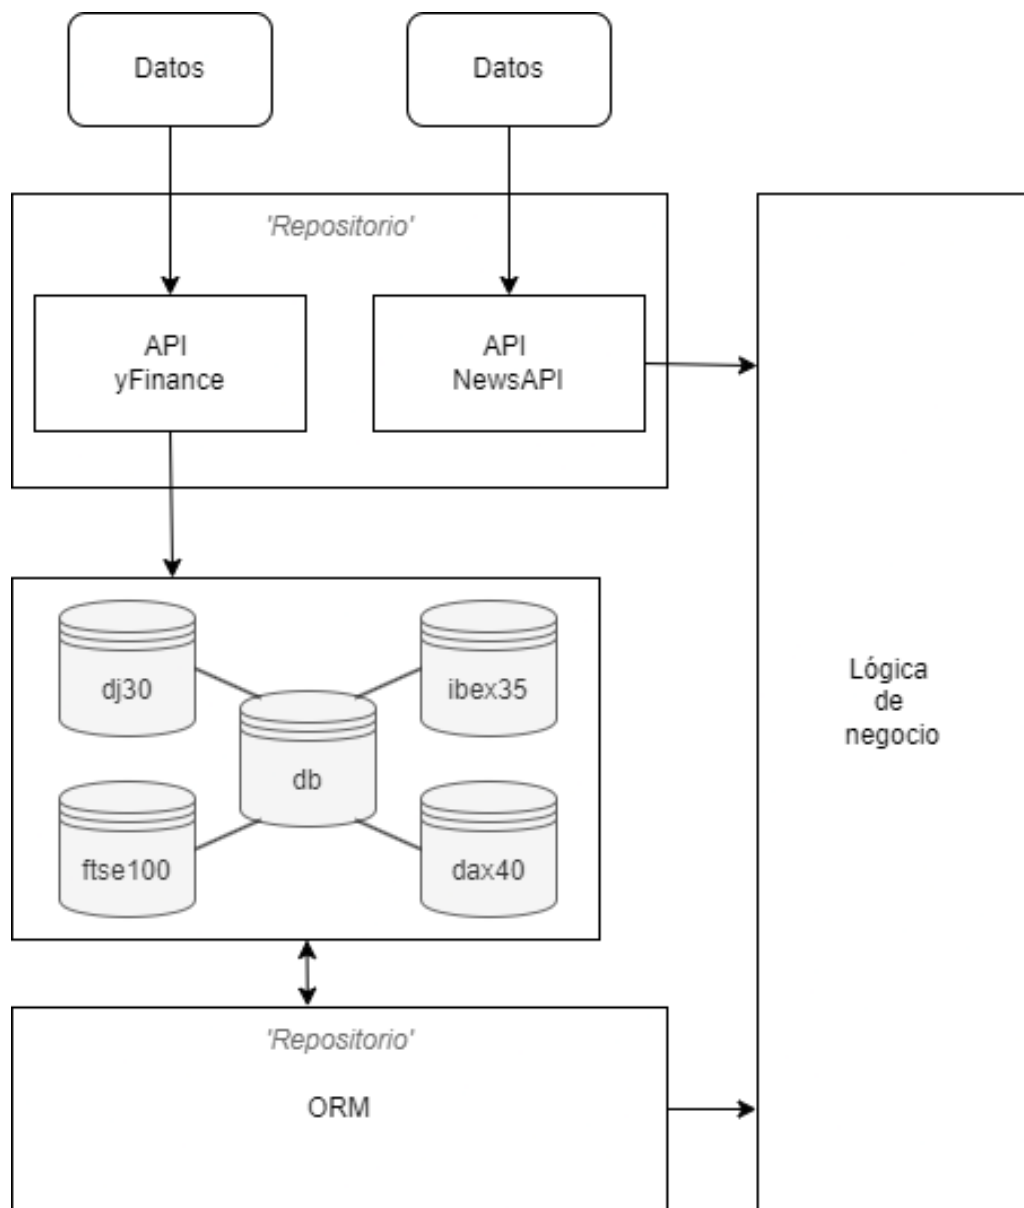 Datos
Datos
'Repositorio'
API
yFinance
API
NewsAPI
dj30
ibex35
db
ftse100
dax40
Lógica
de
negocio
'Repositorio'
ORM